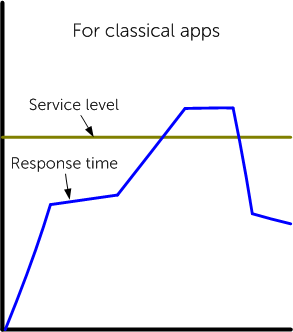 For classical apps
Service level
Response time